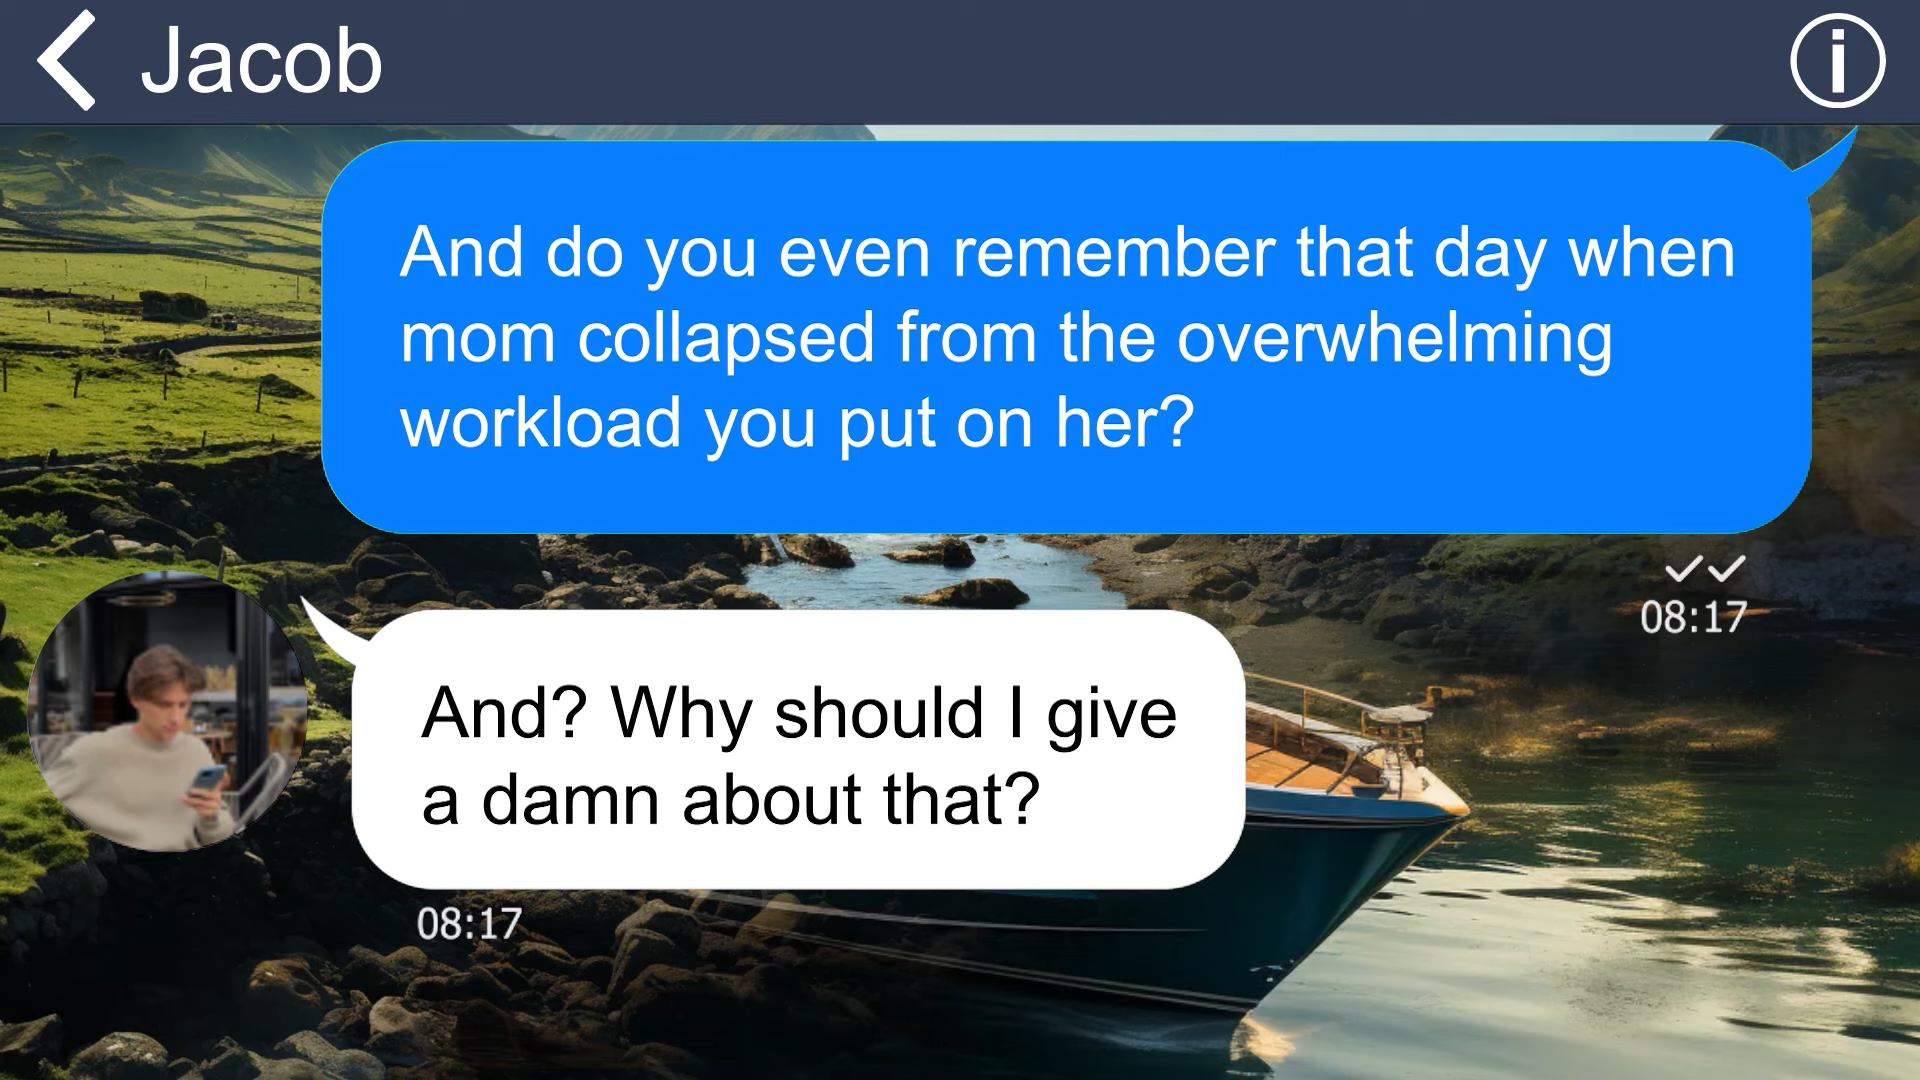 Jacob
And do you even remember that day when
mom collapsed from the overwhelming
workload you put on her?
08:17
And? Why should I give
a damn about that?
08:17